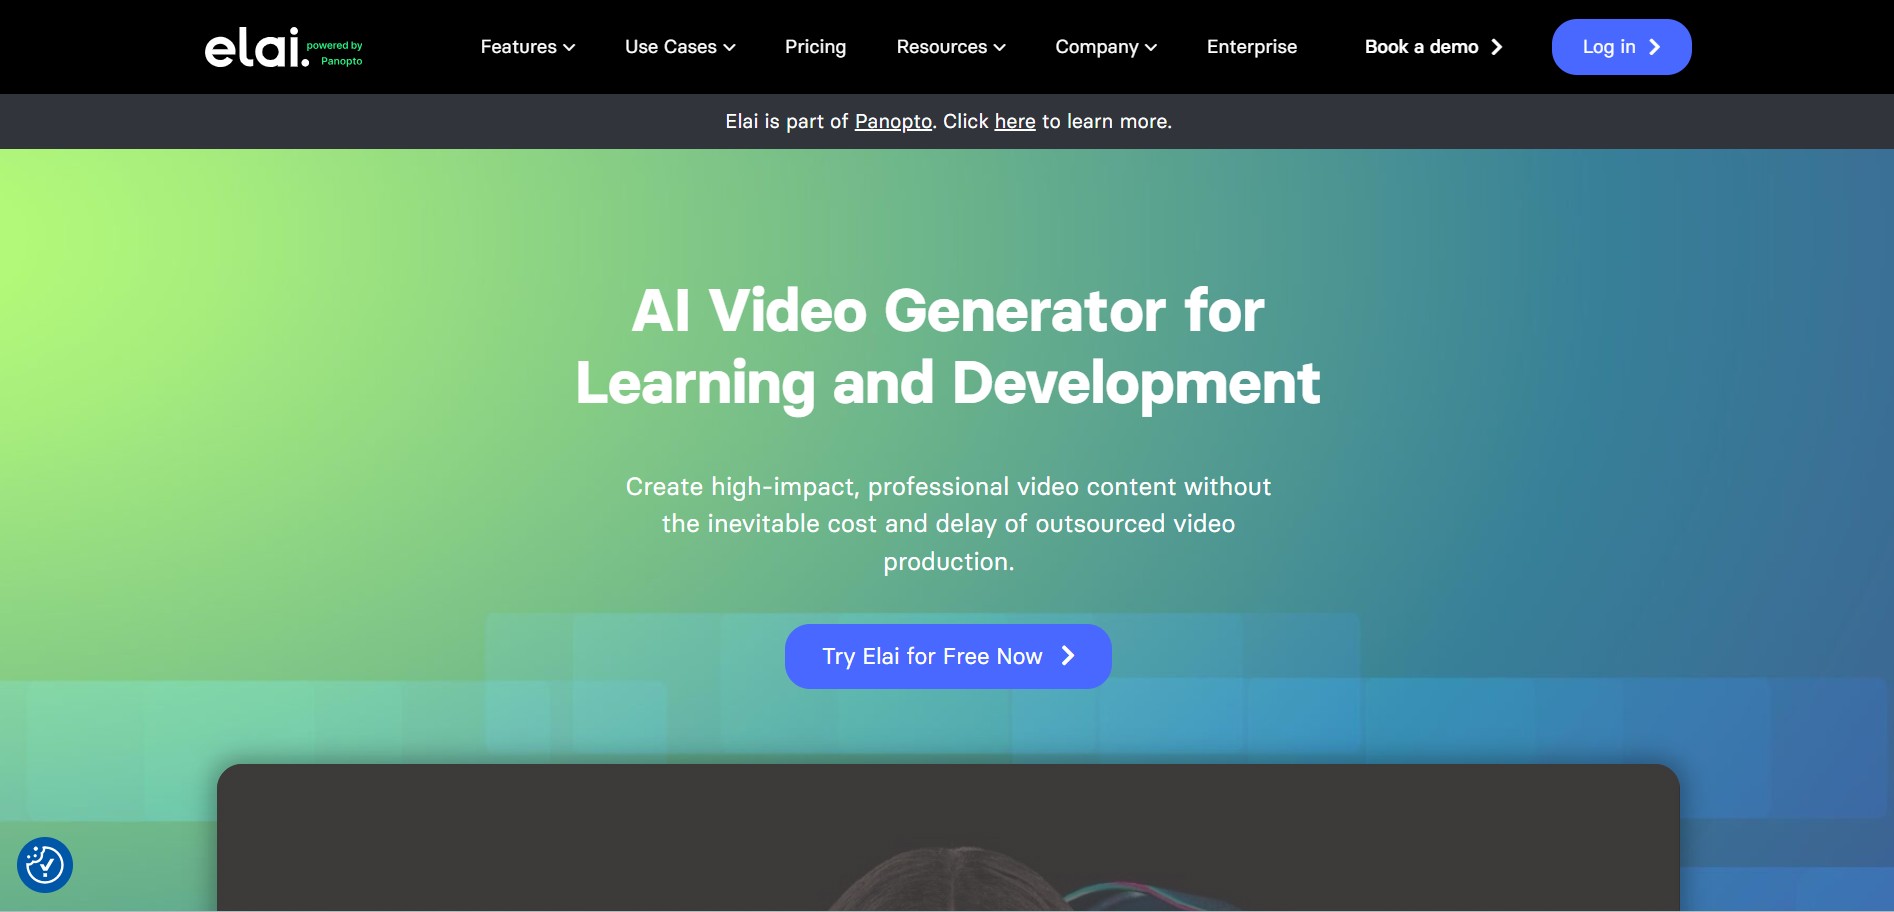 elai. powered by
Panopto
Features
Use Cases
Pricing
Resources
Company
Enterprise
Book a demo
Log in
Elai is part of Panopto. Click here to learn more.
AI Video Generator for
Learning and Development
Create high-impact, professional video content without
the inevitable cost and delay of outsourced video
production.
Try Elai for Free Now